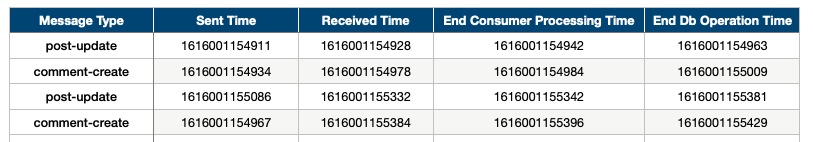 Message Type Sent Time Received Time End Consumer Processing Time End Db Operation Time
post-update 1616001154911 1616001154928 1616001154942 1616001154963
comment-create 1616001154934 1616001154978 1616001154984 1616001155009
post-update 1616001155086 1616001155332 1616001155342 1616001155381
comment-create 1616001154967 1616001155384 1616001155396 1616001155429